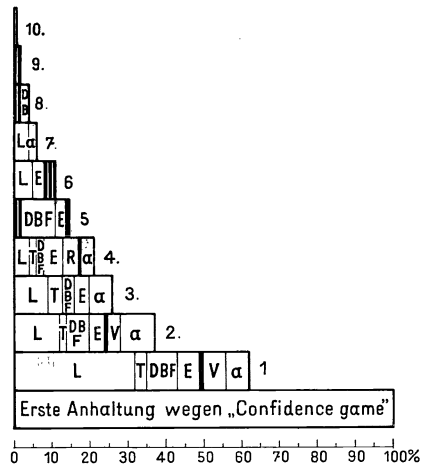 10.
9.
D
B 8.
L α 7.
L E 6
DBF E 5
L T D
B
F E R α 4.
L T D
B
F E α 3.
L T DB
F E V α 2.
L T DBF E V α 1
Erste Anhaltung wegen „Confidence game"
0 10 20 30 40 50 60 70 80 90 100%